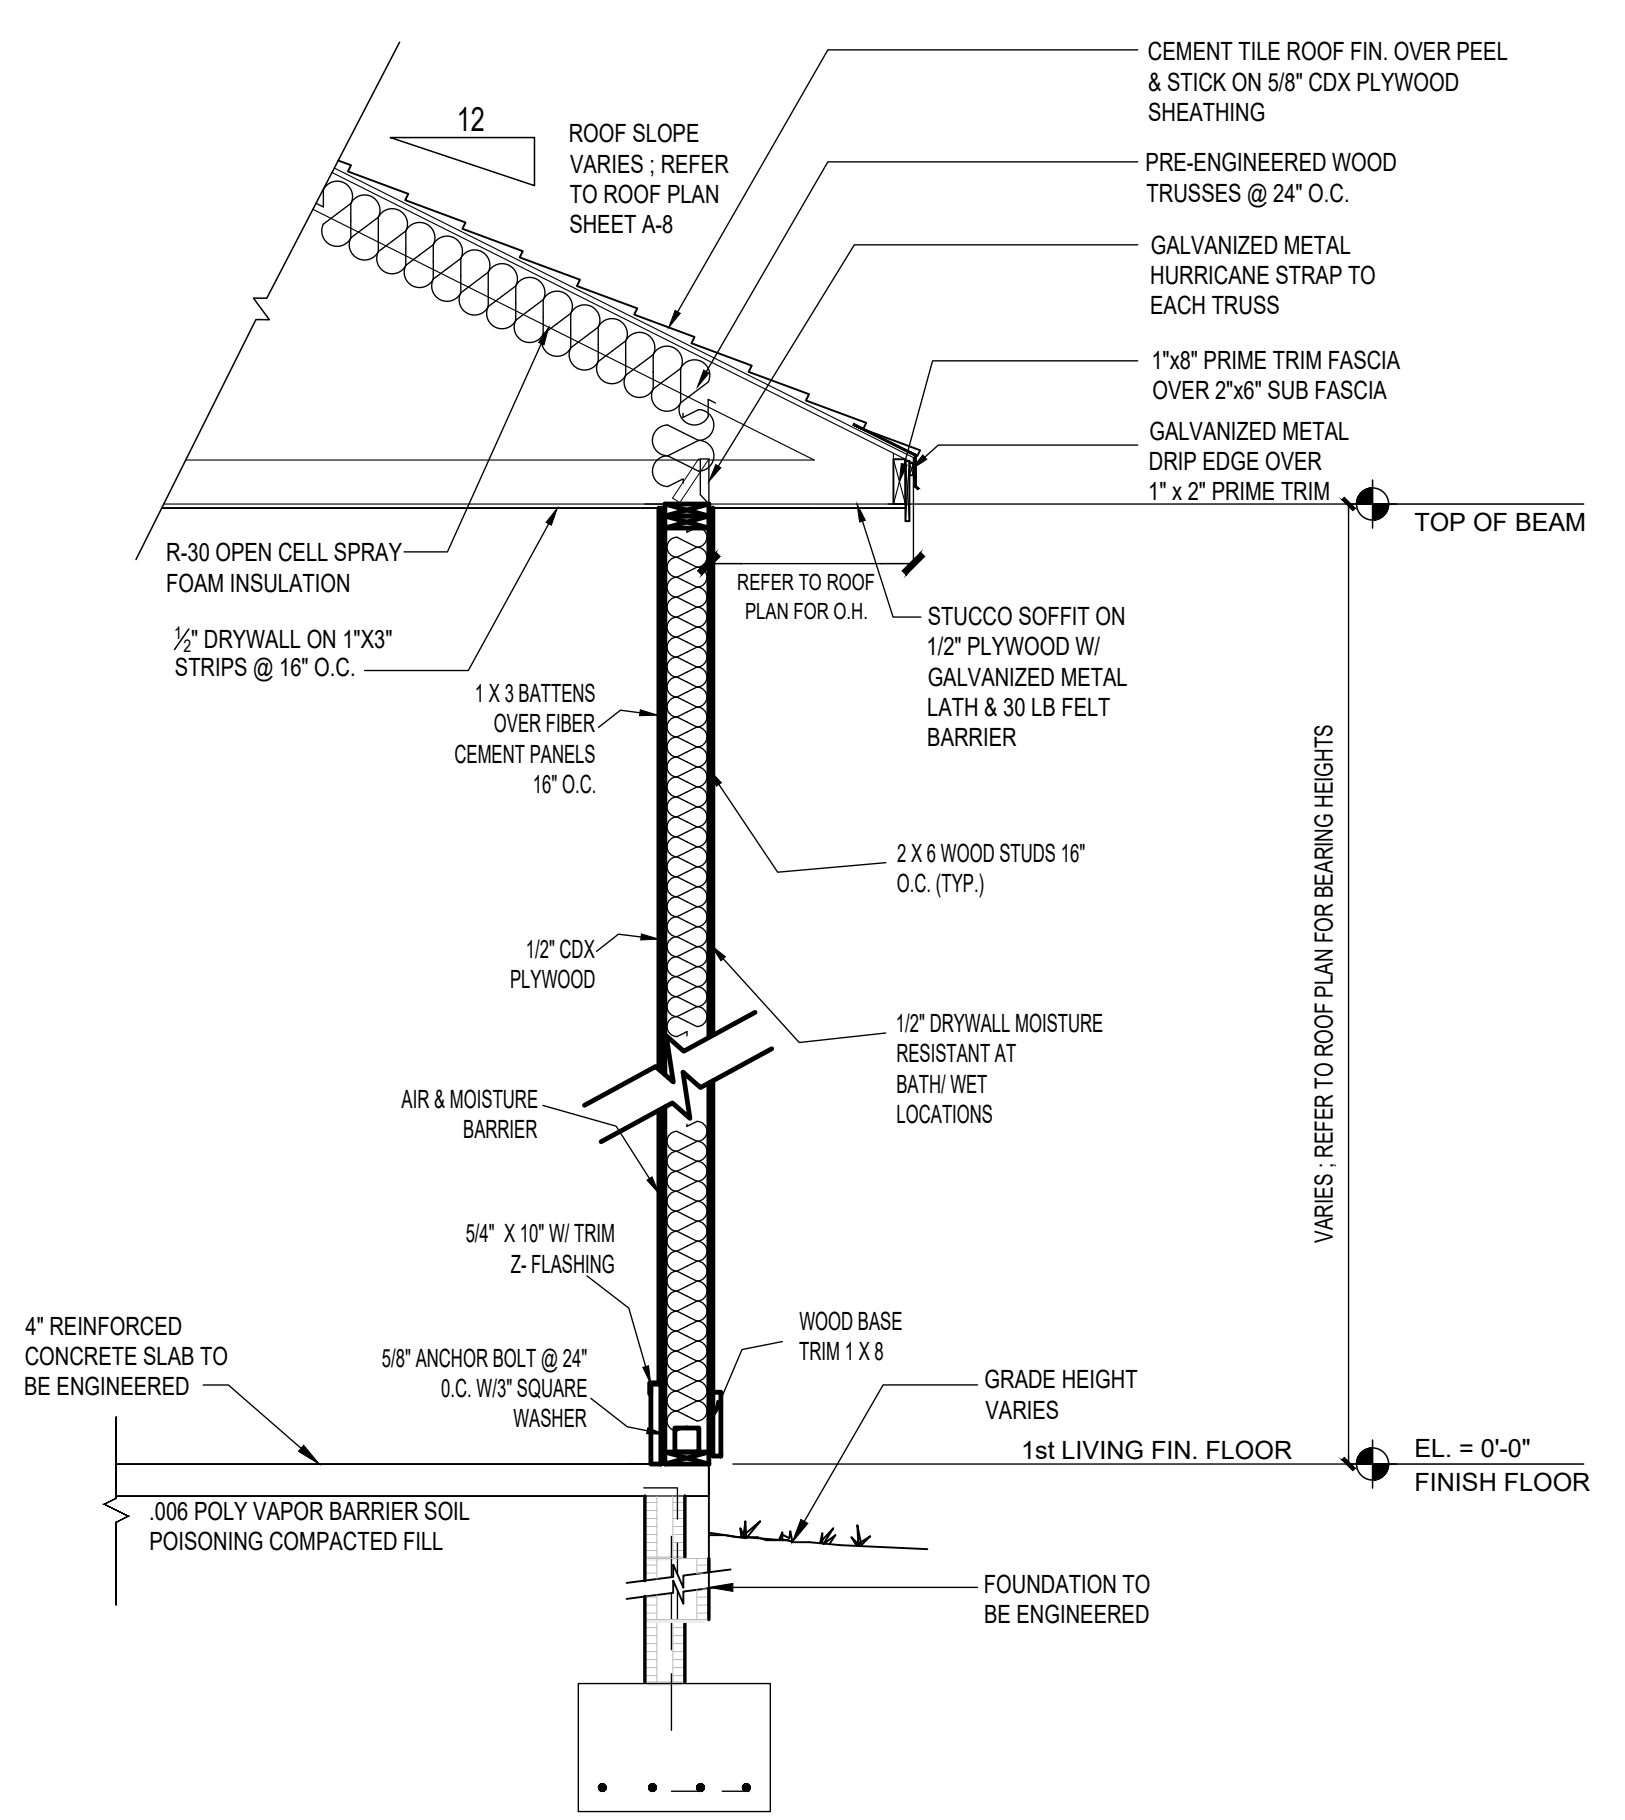 CEMENT TILE ROOF FIN. OVER PEEL
& STICK ON 5/8" CDX PLYWOOD
SHEATHING
12
ROOF SLOPE
VARIES ; REFER
TO ROOF PLAN
SHEET A-8
PRE-ENGINEERED WOOD
TRUSSES @ 24" O.C.
GALVANIZED METAL
HURRICANE STRAP TO
EACH TRUSS
1"x8" PRIME TRIM FASCIA
OVER 2"x6" SUB FASCIA
GALVANIZED METAL
DRIP EDGE OVER
1" x 2" PRIME TRIM
TOP OF BEAM
R-30 OPEN CELL SPRAY
FOAM INSULATION
REFER TO ROOF
PLAN FOR O.H.
½" DRYWALL ON 1"X3"
STRIPS @ 16" O.C.
STUCCO SOFFIT ON
1/2" PLYWOOD W/
GALVANIZED METAL
LATH & 30 LB FELT
BARRIER
1 X 3 BATTENS
OVER FIBER
CEMENT PANELS
16" O.C.
VARIES ; REFER TO ROOF PLAN FOR BEARING HEIGHTS
2 X 6 WOOD STUDS 16"
O.C. (TYP.)
1/2" CDX
PLYWOOD
1/2" DRYWALL MOISTURE
RESISTANT AT
BATH/ WET
LOCATIONS
AIR & MOISTURE
BARRIER
5/4" X 10" W/ TRIM
Z- FLASHING
4" REINFORCED
CONCRETE SLAB TO
BE ENGINEERED
5/8" ANCHOR BOLT @ 24"
0.C. W/3" SQUARE
WASHER
WOOD BASE
TRIM 1 X 8
GRADE HEIGHT
VARIES
1st LIVING FIN. FLOOR
EL. = 0'-0"
FINISH FLOOR
.006 POLY VAPOR BARRIER SOIL
POISONING COMPACTED FILL
FOUNDATION TO
BE ENGINEERED